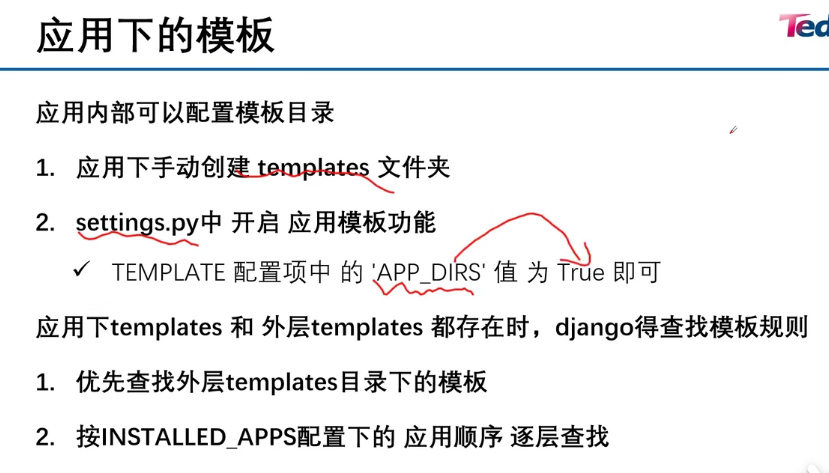 应用下的模板
Ted
应用内部可以配置模板目录
1. 应用下手动创建 templates 文件夹
2. settings.py中 开启 应用模板功能
✓ TEMPLATE 配置项中 的 'APP_DIRS' 值 为 True 即可
应用下templates 和 外层templates 都存在时，django得查找模板规则
1. 优先查找外层templates目录下的模板
2. 按INSTALLED_APPS配置下的 应用顺序 逐层查找